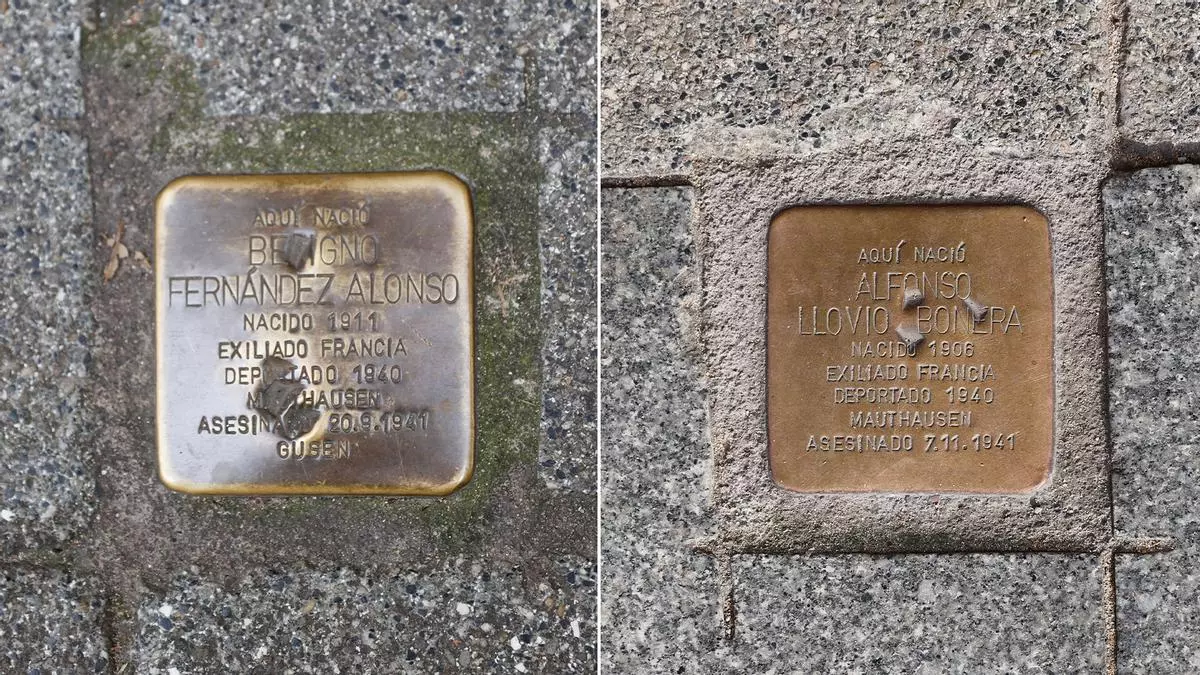 AQUÍ NACIÓ
BENIGNO
FERNÁNDEZ ALONSO
NACIDO 1911
EXILIADO FRANCIA
DEPORTADO 1940
MAUTHAUSEN
ASESINADO 20.9.1941
GUSEN
AQUÍ NACIÓ
ALFONSO
LLOVIO BONERA
NACIDO 1906
EXILIADO FRANCIA
DEPORTADO 1940
MAUTHAUSEN
ASESINADO 7.11.1941